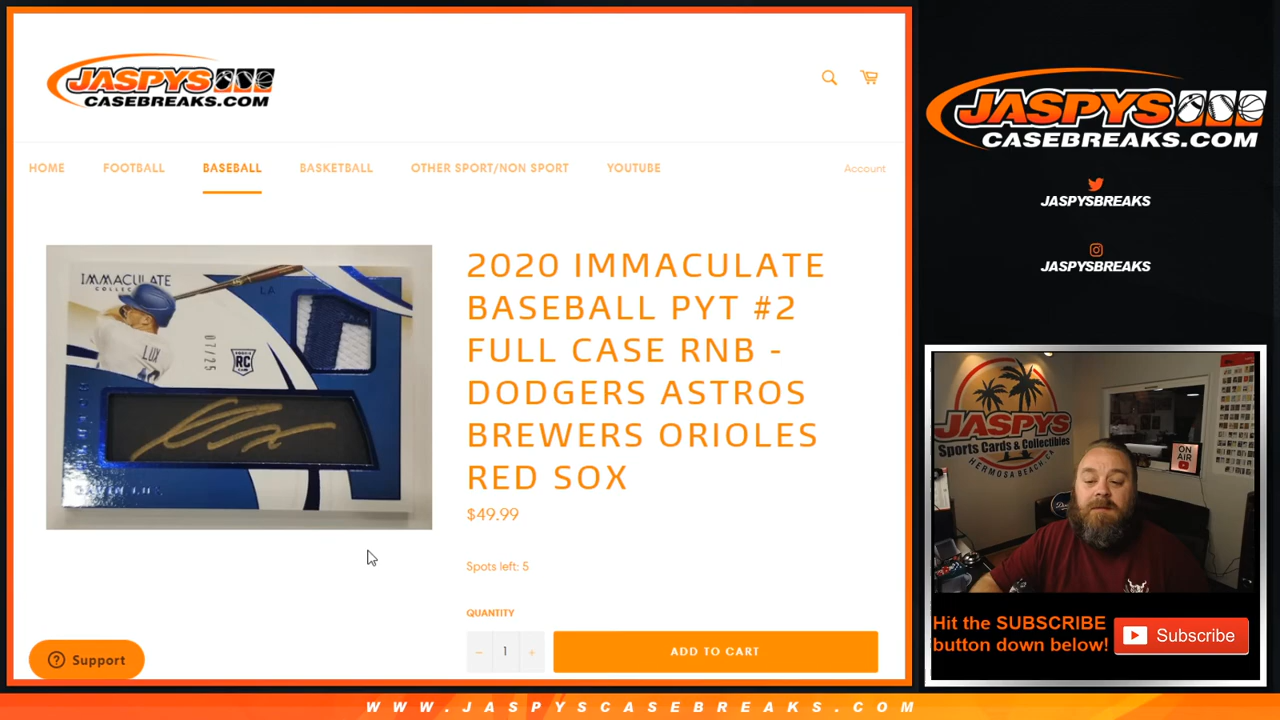 JASPYS
CASEBREAKS.COM
HOME
FOOTBALL
BASEBALL
BASKETBALL
OTHER SPORT/NON SPORT
YOUTUBE
Account
IMMACULATE
COLLECTION
LA
LUX
07/25
RC
2020 IMMACULATE
BASEBALL PYT #2
FULL CASE RNB -
DODGERS ASTROS
BREWERS ORIOLES
RED SOX
$49.99
Spots left: 5
QUANTITY
− 1 +
ADD TO CART
Support
JASPYS
CASEBREAKS.COM
JASPYSBREAKS
JASPYSBREAKS
JASPYS
Sports Cards & Collectibles
HERMOSA BEACH, CA
ON
AIR
Hit the SUBSCRIBE
button down below!
Subscribe
WWW.JASPYSCASEBREAKS.COM